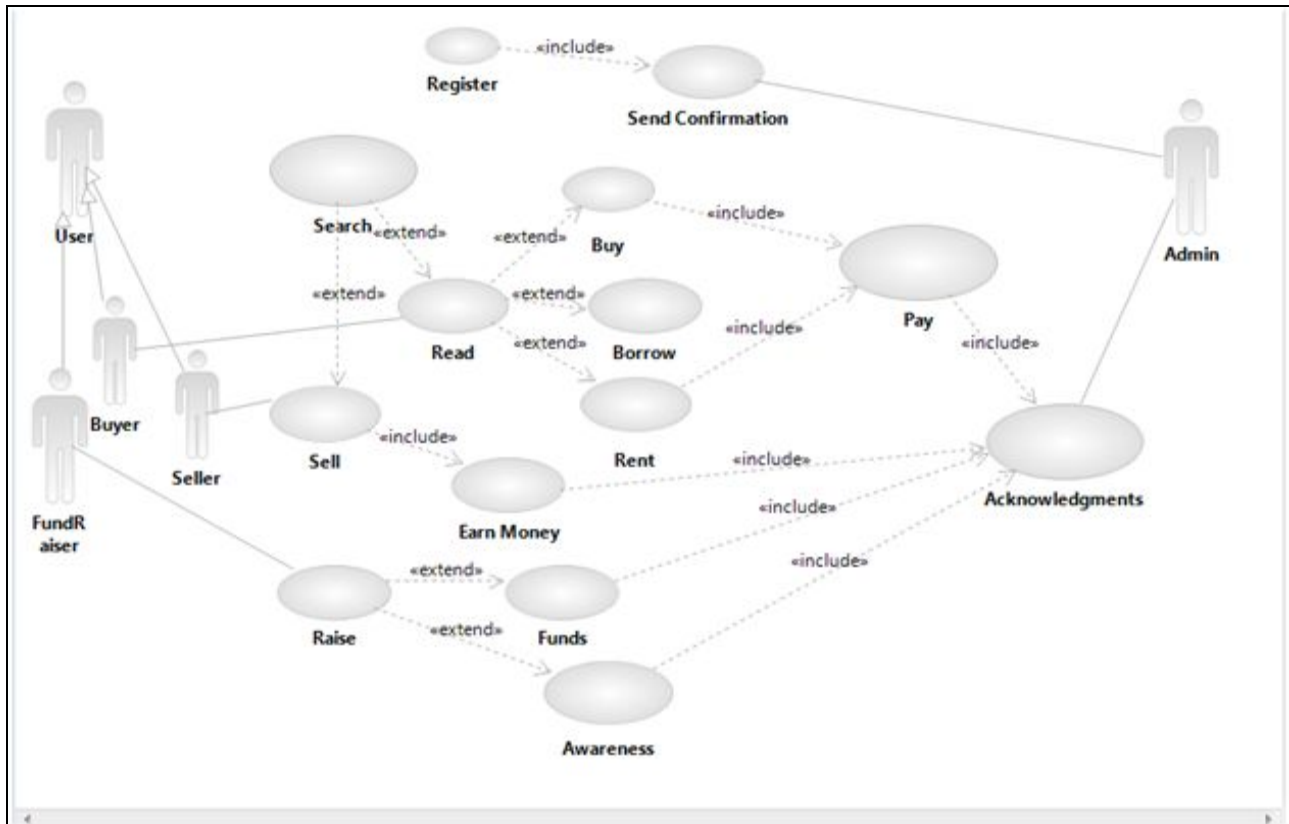 «include»
Register
Send Confirmation
User
Search
«extend»
«extend»
«extend»
Buy
«include»
Admin
«extend»
«extend»
Read
Borrow
«include»
Pay
«include»
Buyer
Seller
Sell
«include»
Rent
«include»
Acknowledgments
FundR
aiser
Earn Money
«include»
«extend»
«include»
Raise
«extend»
Funds
Awareness